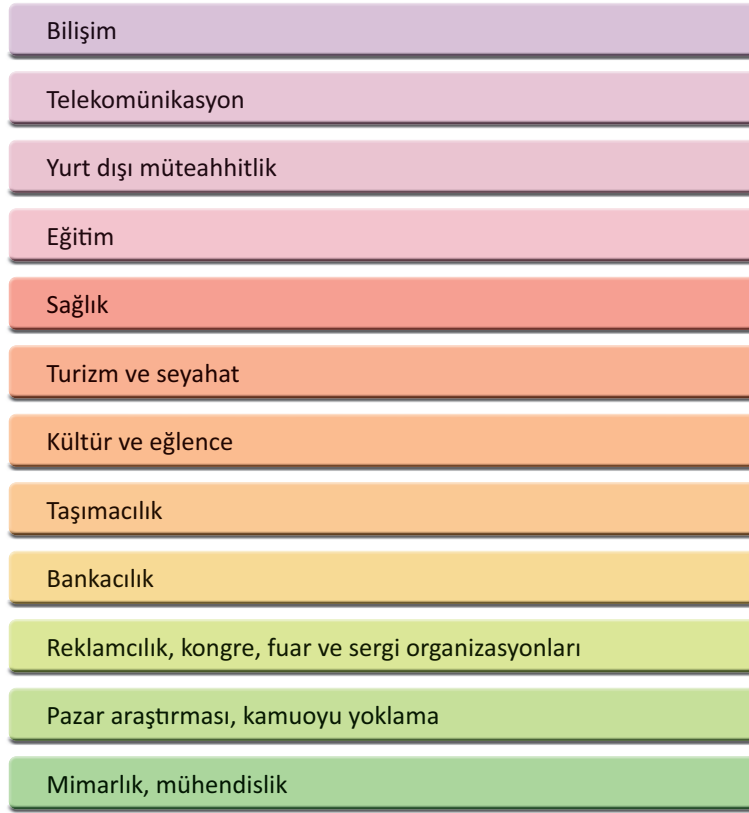 Bilişim
Telekomünikasyon
Yurt dışı müteahhitlik
Eğitim
Sağlık
Turizm ve seyahat
Kültür ve eğlence
Taşımacılık
Bankacılık
Reklamcılık, kongre, fuar ve sergi organizasyonları
Pazar araştırması, kamuoyu yoklama
Mimarlık, mühendislik